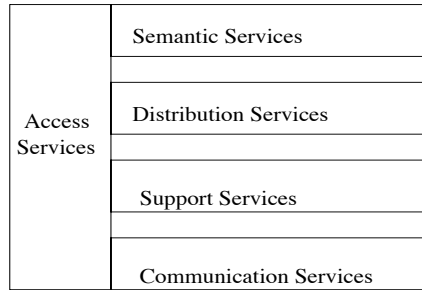 Semantic Services
Distribution Services
Access
Services
Support Services
Communication Services